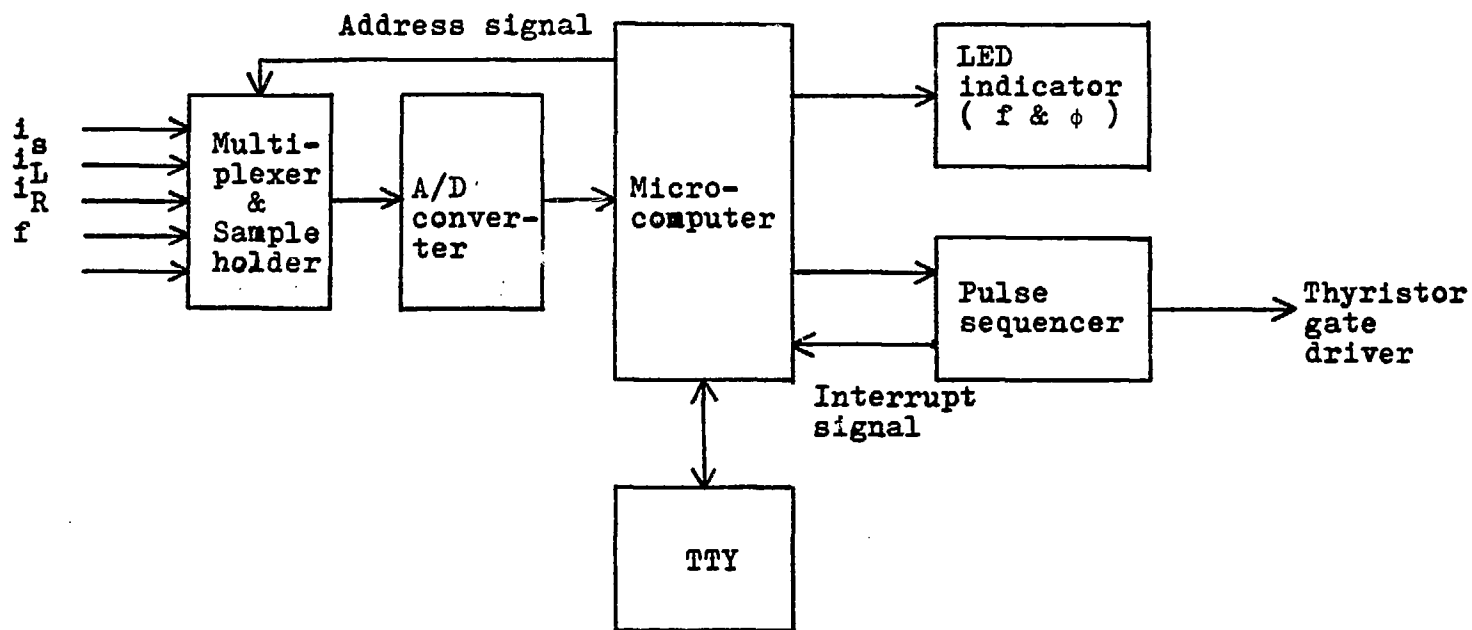 Address signal
i_s
i_L
i_R
f
Multi-
plexer
&
Sample
holder
A/D
conver-
ter
Micro-
computer
LED
indicator
( f & φ )
Pulse
sequencer
Thyristor
gate
driver
Interrupt
signal
TTY